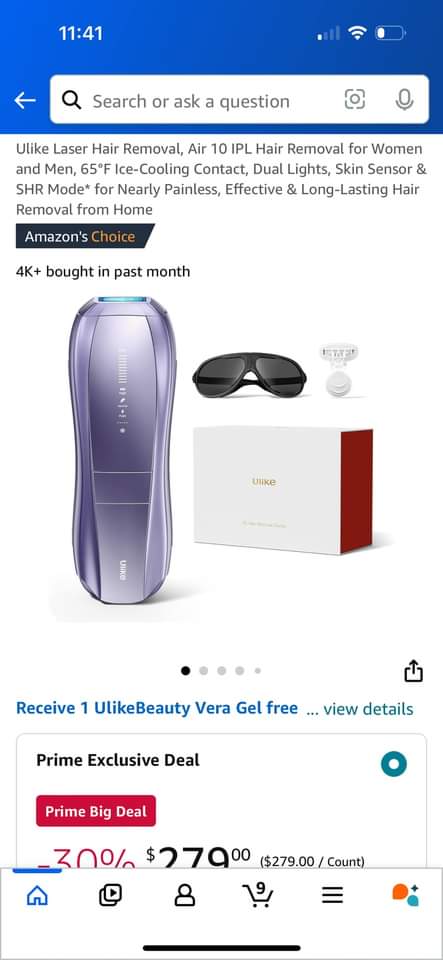 11:41
Search or ask a question
Ulike Laser Hair Removal, Air 10 IPL Hair Removal for Women
and Men, 65°F Ice-Cooling Contact, Dual Lights, Skin Sensor &
SHR Mode* for Nearly Painless, Effective & Long-Lasting Hair
Removal from Home
Amazon's Choice
4K+ bought in past month
Ulike
Ulike
Receive 1 UlikeBeauty Vera Gel free ... view details
Prime Exclusive Deal
Prime Big Deal
-30% $27900 ($279.00 / Count)
9